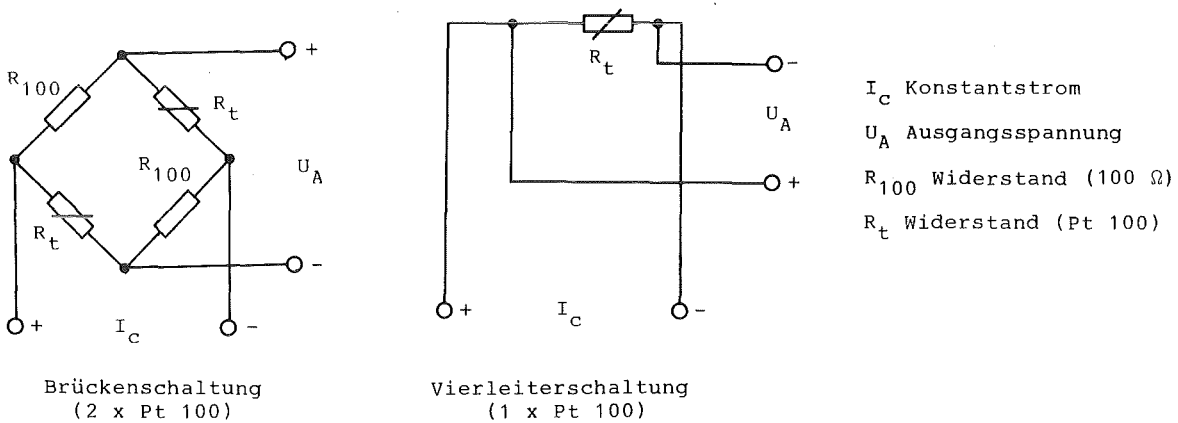 R100
Rt
+
UA
R100
Rt
-
+
Ic
-
Brückenschaltung
(2 x Pt 100)
Rt
-
UA
+
+
Ic
-
Vierleiterschaltung
(1 x Pt 100)
Ic Konstantstrom
UA Ausgangsspannung
R100 Widerstand (100 Ω)
Rt Widerstand (Pt 100)